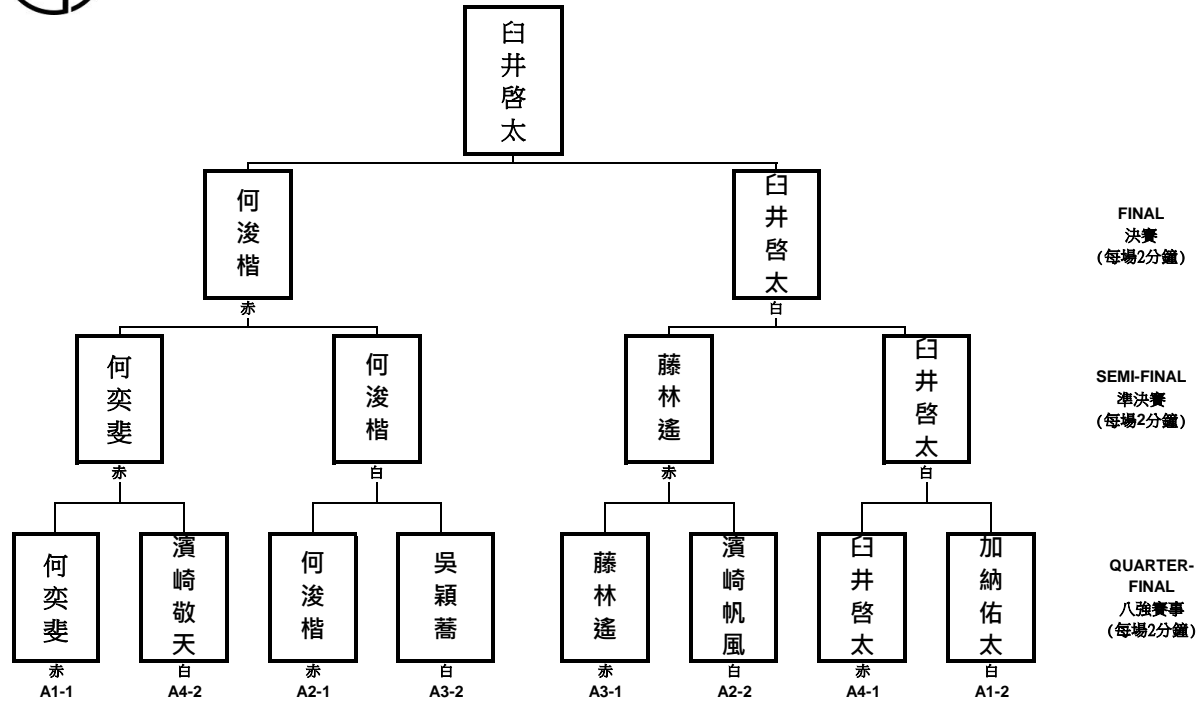 臼井啓太
何浚楷
臼井啓太
FINAL
決賽
(每場2分鐘)
赤
白
何奕斐
何浚楷
藤林遙
臼井啓太
SEMI-FINAL
準決賽
(每場2分鐘)
赤
白
赤
白
何奕斐
濱崎敬天
何浚楷
吳穎蕎
藤林遙
濱崎帆風
臼井啓太
加納佑太
QUARTER-
FINAL
八強賽事
(每場2分鐘)
赤
白
赤
白
赤
白
赤
白
A1-1
A4-2
A2-1
A3-2
A3-1
A2-2
A4-1
A1-2